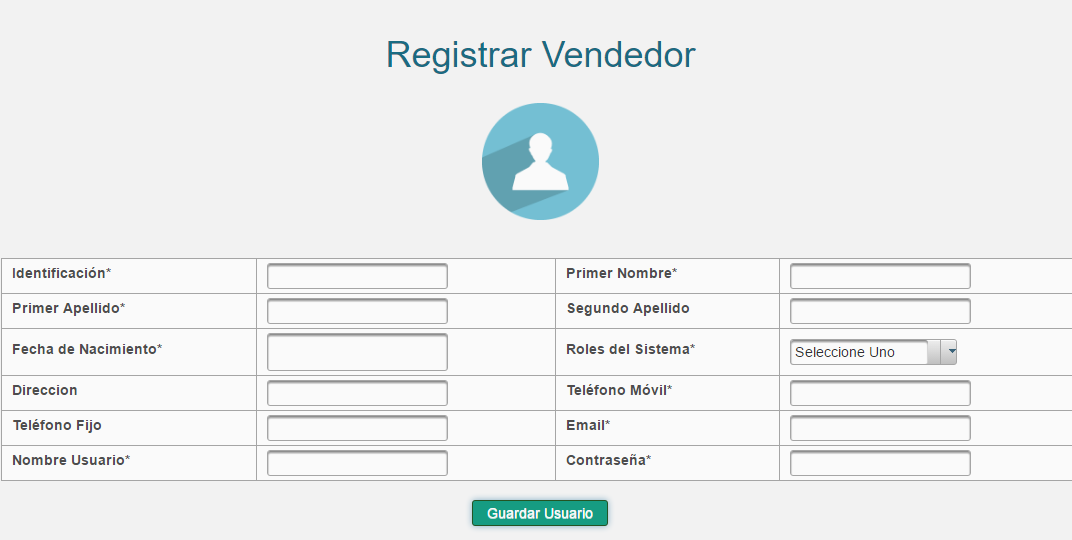 Registrar Vendedor
Identificación* Primer Nombre*
Primer Apellido* Segundo Apellido
Fecha de Nacimiento* Roles del Sistema* Seleccione Uno
Direccion Teléfono Móvil*
Teléfono Fijo Email*
Nombre Usuario* Contraseña*
Guardar Usuario